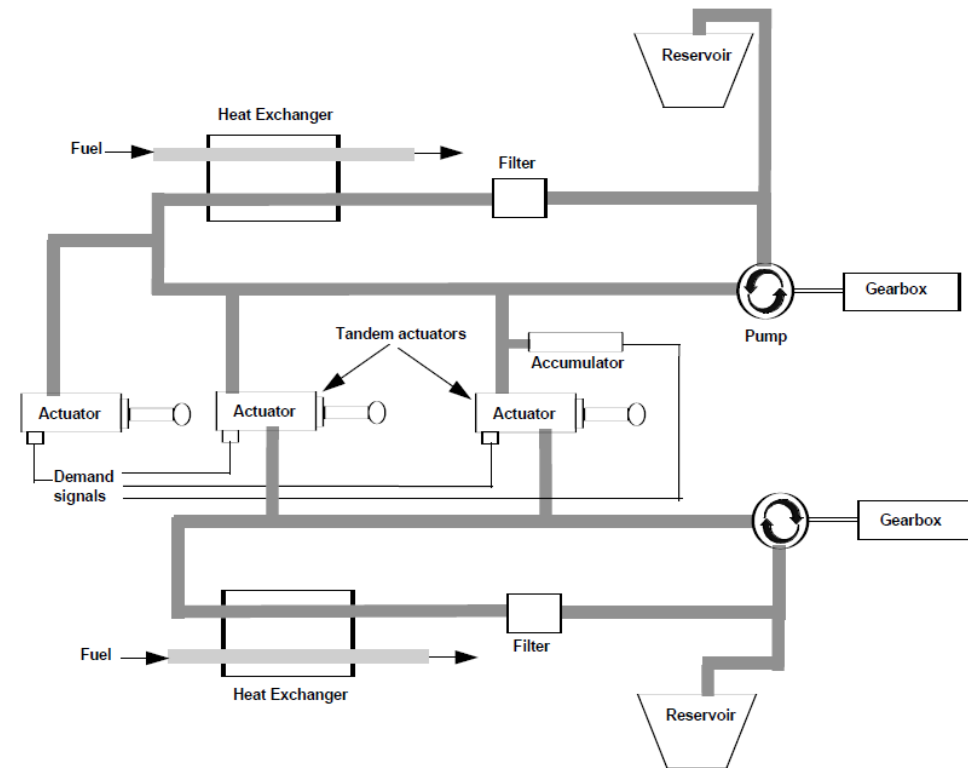 Reservoir
Heat Exchanger
Fuel
Filter
Gearbox
Pump
Tandem actuators
Accumulator
Actuator
Actuator
Actuator
Demand
signals
Gearbox
Filter
Fuel
Heat Exchanger
Reservoir